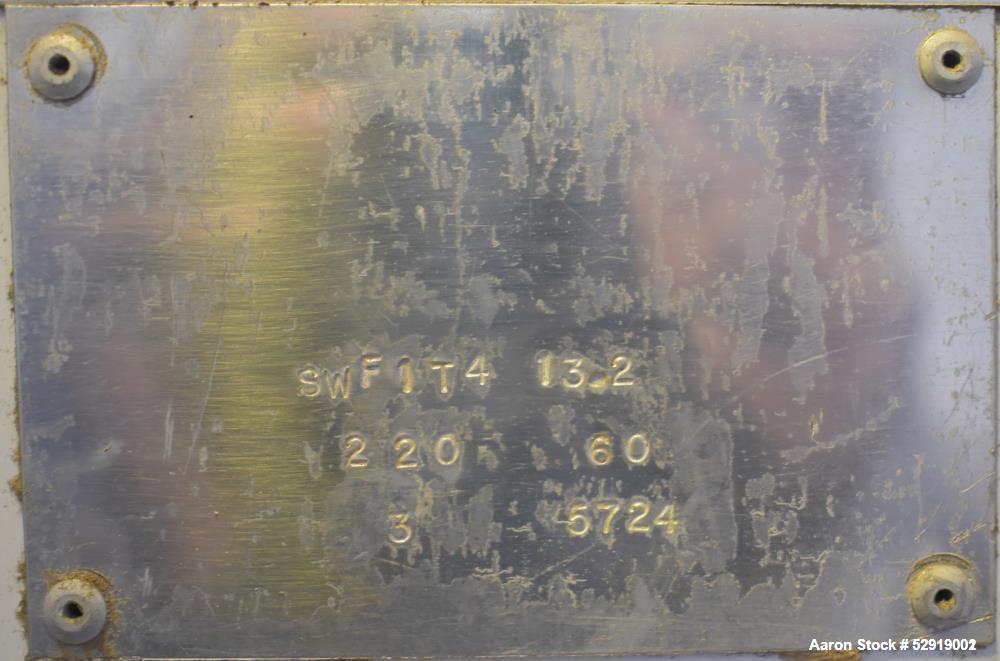 SWF1T4 13.2
220 60
3 5724
Aaron Stock # 52919002